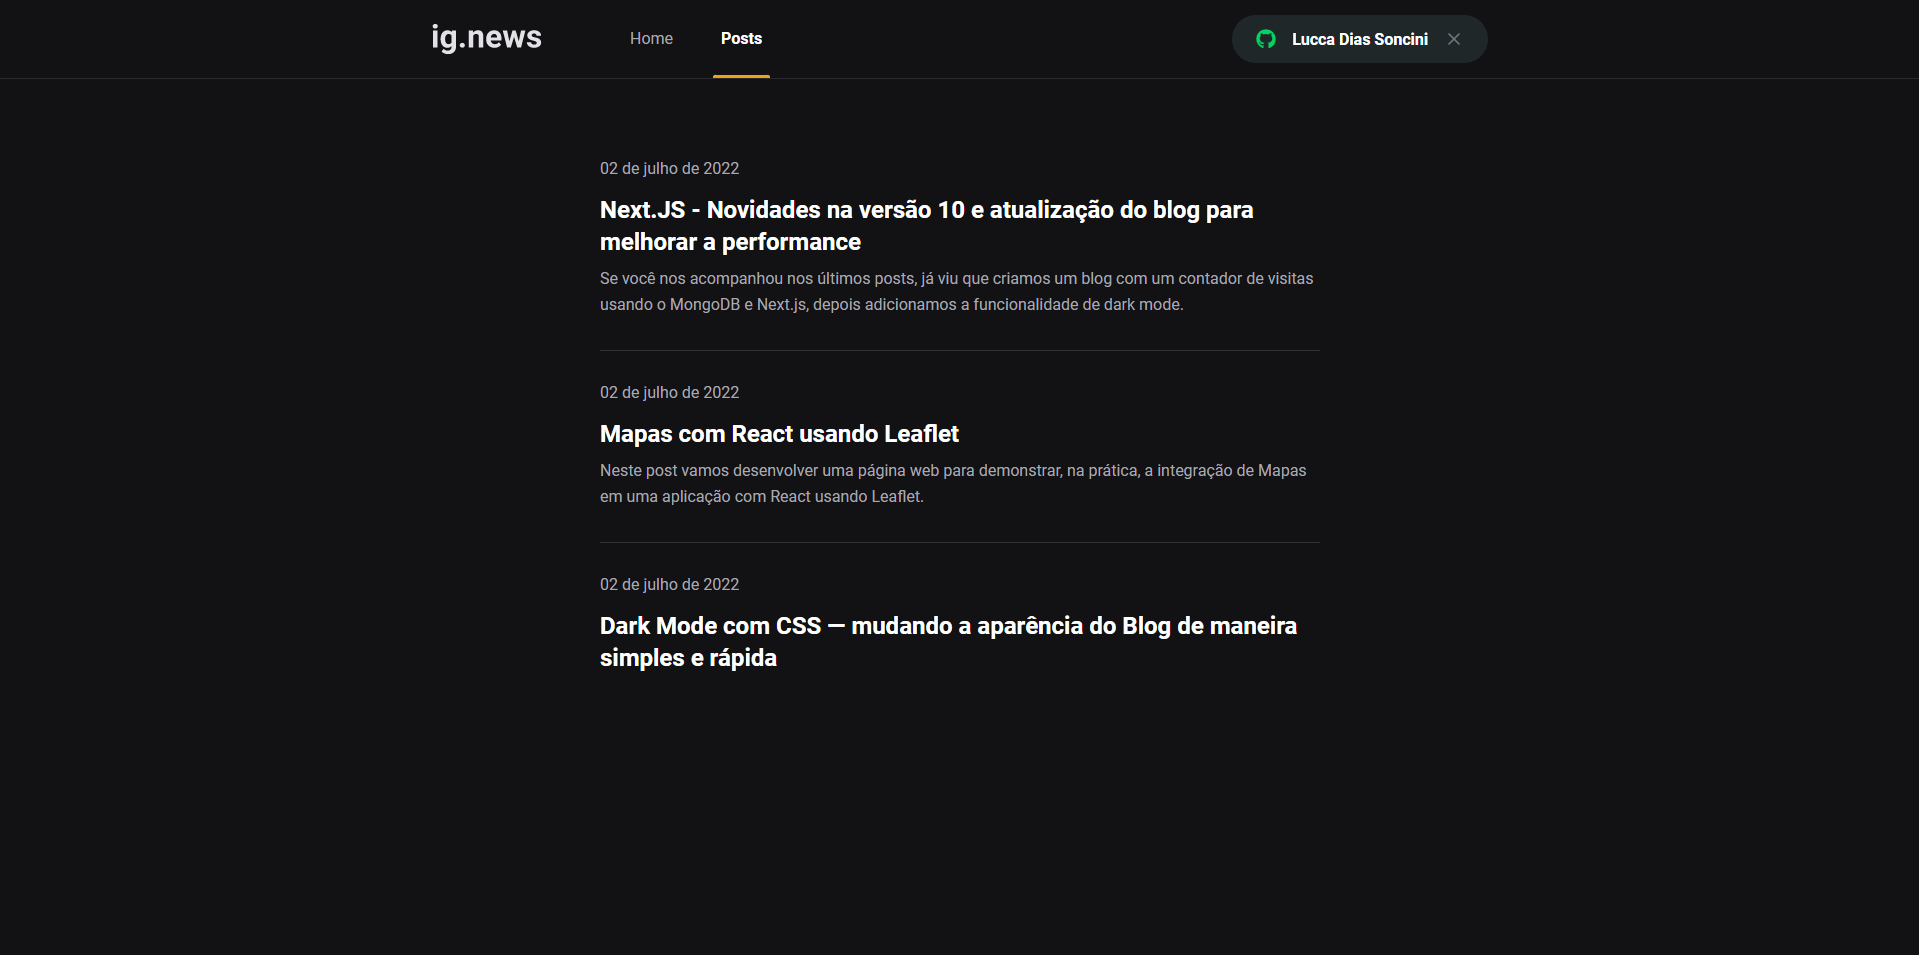 ig.news
Home
Posts
Lucca Dias Soncini
02 de julho de 2022
Next.JS - Novidades na versão 10 e atualização do blog para
melhorar a performance
Se você nos acompanhou nos últimos posts, já viu que criamos um blog com um contador de visitas
usando o MongoDB e Next.js, depois adicionamos a funcionalidade de dark mode.
02 de julho de 2022
Mapas com React usando Leaflet
Neste post vamos desenvolver uma página web para demonstrar, na prática, a integração de Mapas
em uma aplicação com React usando Leaflet.
02 de julho de 2022
Dark Mode com CSS — mudando a aparência do Blog de maneira
simples e rápida